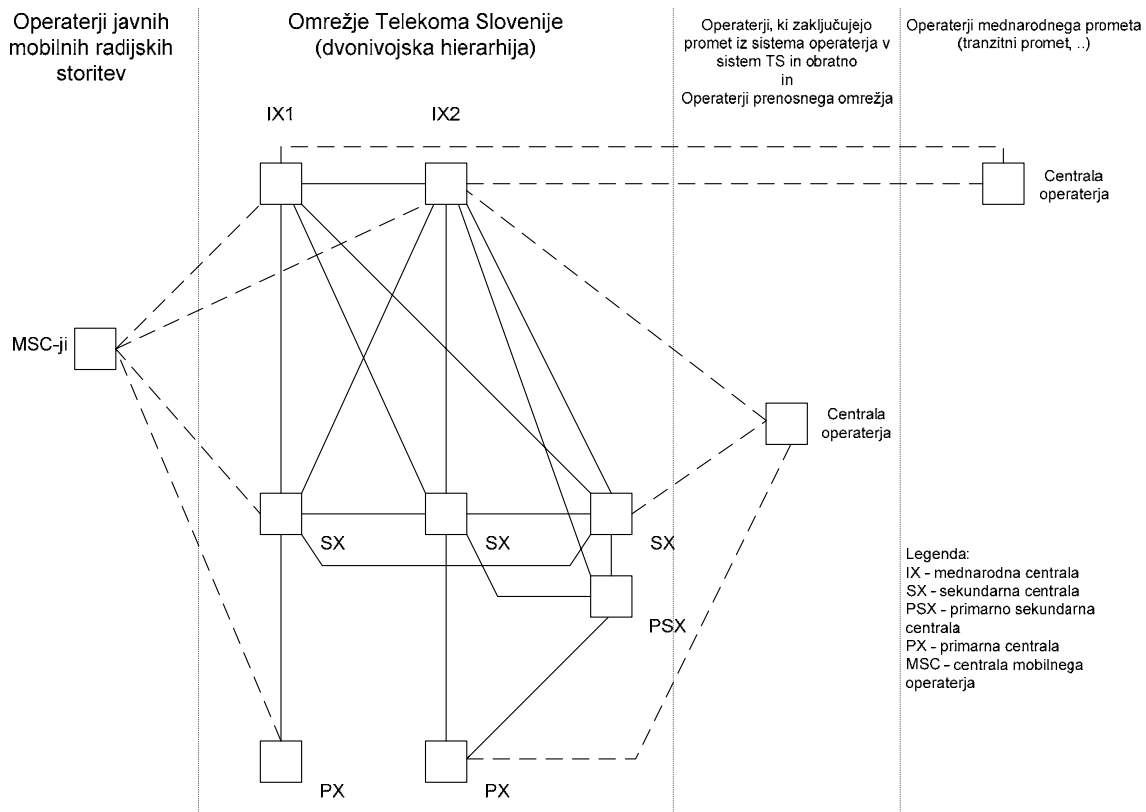 Operaterji javnih
mobilnih radijskih
storitev
Omrežje Telekoma Slovenije
(dvonivojska hierarhija)
Operaterji, ki zaključujejo
promet iz sistema operaterja v
sistem TS in obratno
in
Operaterji prenosnega omrežja
Operaterji mednarodnega prometa
(tranzitni promet, ..)
IX1
IX2
Centrala
operaterja
MSC-ji
Centrala
operaterja
SX
SX
SX
PSX
PX
PX
Legenda:
IX - mednarodna centrala
SX - sekundarna centrala
PSX - primarno sekundarna
centrala
PX - primarna centrala
MSC - centrala mobilnega
operaterja